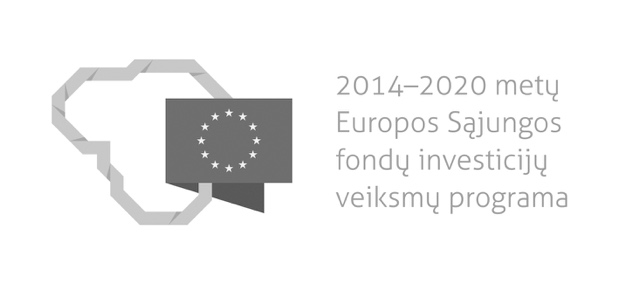 2014–2020 metų
Europos Sąjungos
fondų investicijų
veiksmų programa